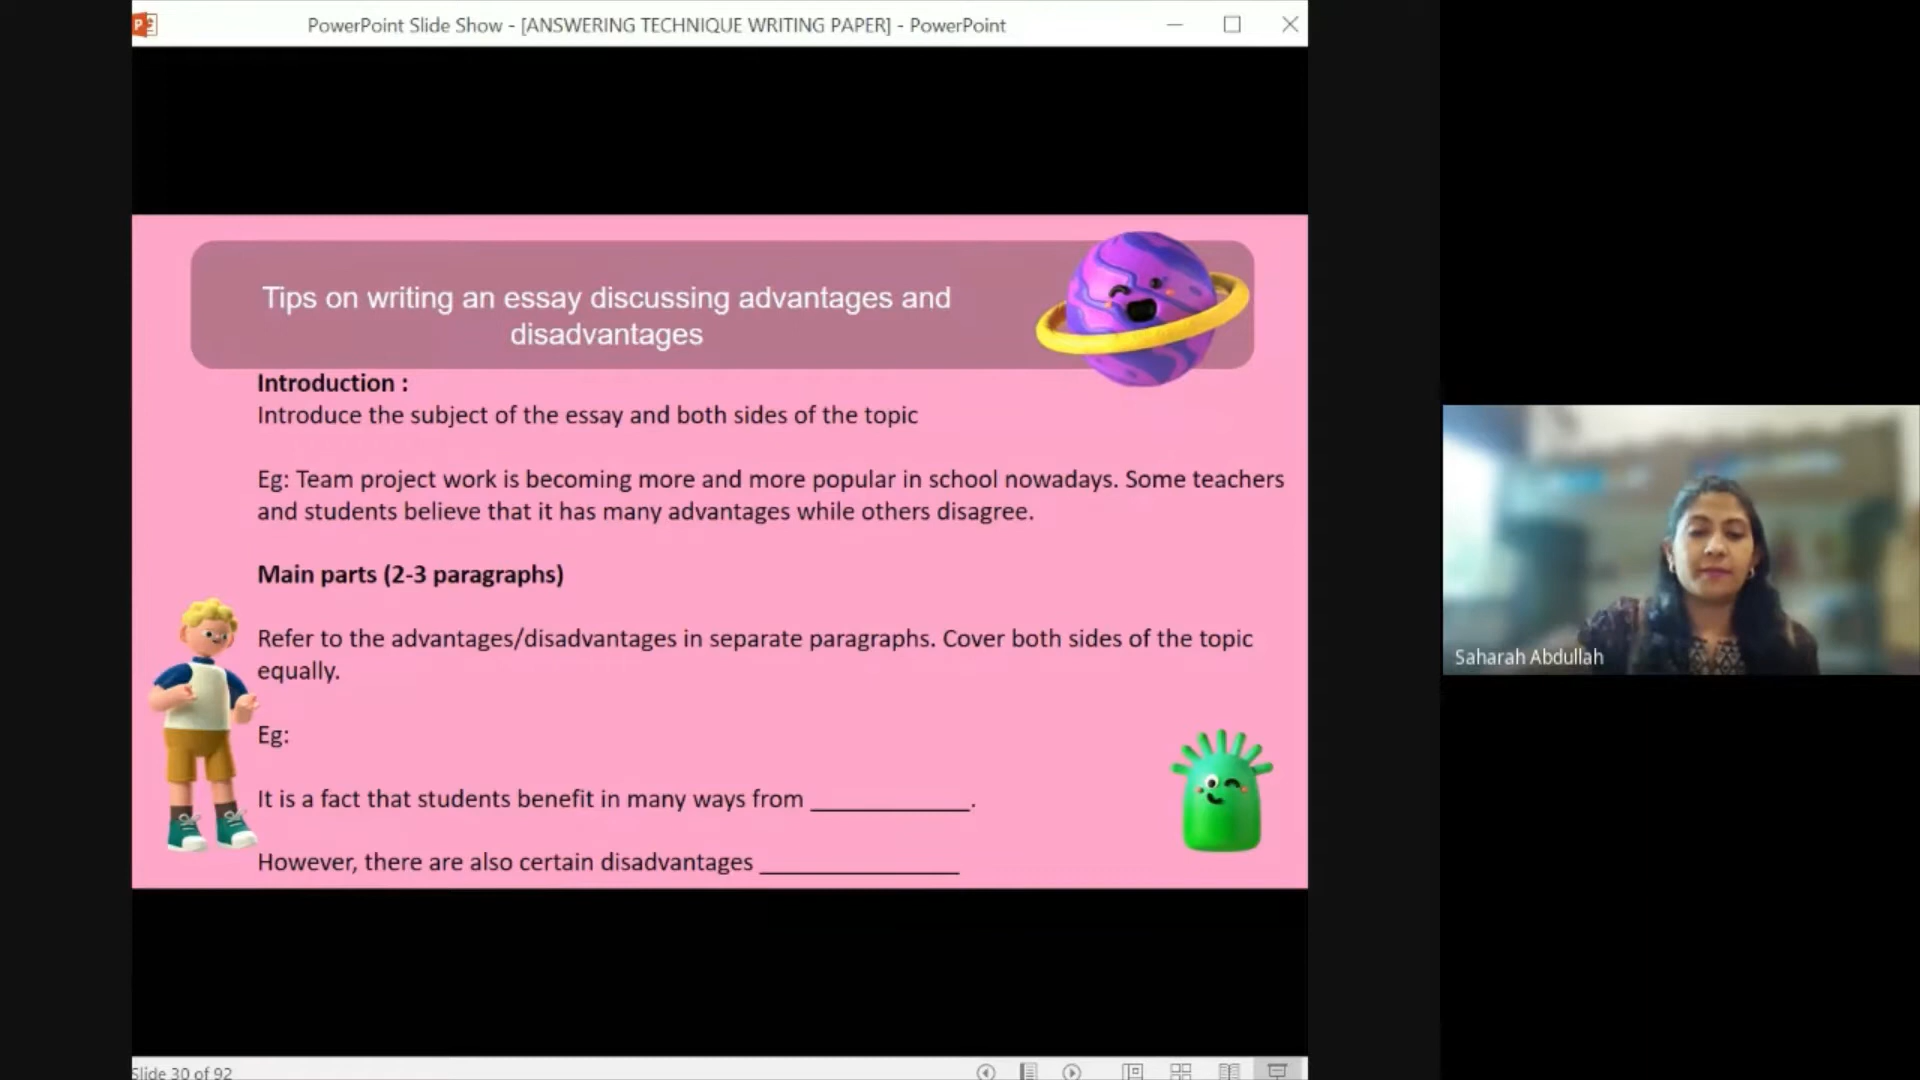 PowerPoint Slide Show - [ANSWERING TECHNIQUE WRITING PAPER] - PowerPoint
Tips on writing an essay discussing advantages and
disadvantages
Introduction :
Introduce the subject of the essay and both sides of the topic
Eg: Team project work is becoming more and more popular in school nowadays. Some teachers
and students believe that it has many advantages while others disagree.
Main parts (2-3 paragraphs)
Refer to the advantages/disadvantages in separate paragraphs. Cover both sides of the topic
equally.
Eg:
It is a fact that students benefit in many ways from ____________.
However, there are also certain disadvantages _______________
Saharah Abdullah
Slide 30 of 92